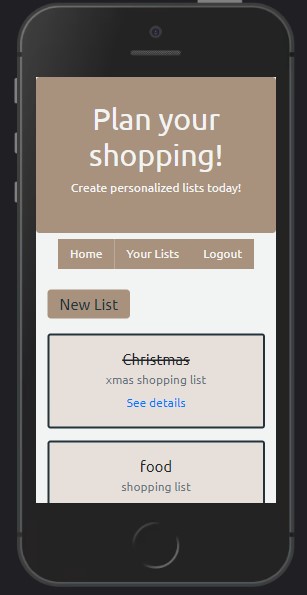 Plan your
shopping!
Create personalized lists today!
Home Your Lists Logout
New List
Christmas
xmas shopping list
See details
food
shopping list